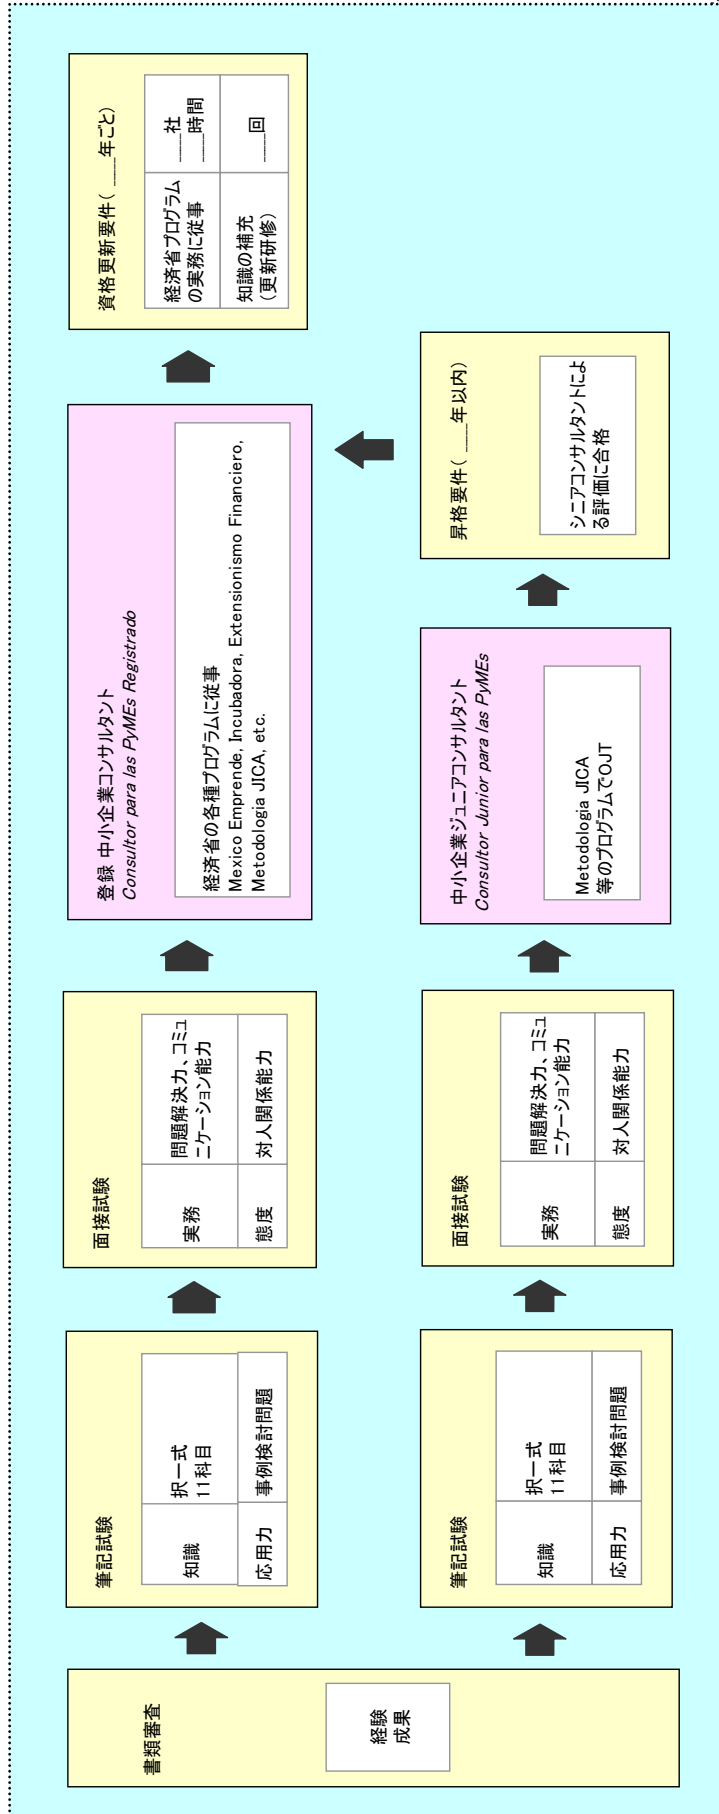 書類審査
経験
成果
筆記試験
知識
択一式
11科目
応用力
事例検討問題
面接試験
実務
問題解決力、コミュ
ニケーション能力
態度
対人関係能力
登録 中小企業コンサルタント
Consultor para las PyMEs Registrado
経済省の各種プログラムに従事
Mexico Emprende, Incubadora, Extensionismo Financiero,
Metodologia JICA, etc.
資格更新要件( ___年ごと)
経済省プログラム
の実務に従事
___社
___時間
知識の補充
(更新研修)
___回
筆記試験
知識
択一式
11科目
応用力
事例検討問題
面接試験
実務
問題解決力、コミュ
ニケーション能力
態度
対人関係能力
中小企業ジュニアコンサルタント
Consultor Junior para las PyMEs
Metodologia JICA
等のプログラムでOJT
昇格要件( ___年以内)
シニアコンサルタントによ
る評価に合格